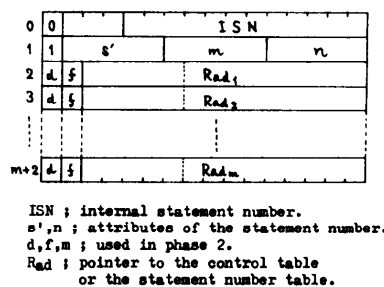 0 0 ISN
1 1 s' m n
2 d f Rad₁
3 d f Rad₂
m+2 d f Radm
ISN ; internal statement number.
s',n ; attributes of the statement number.
d,f,m ; used in phase 2.
Rad ; pointer to the control table
or the statement number table.